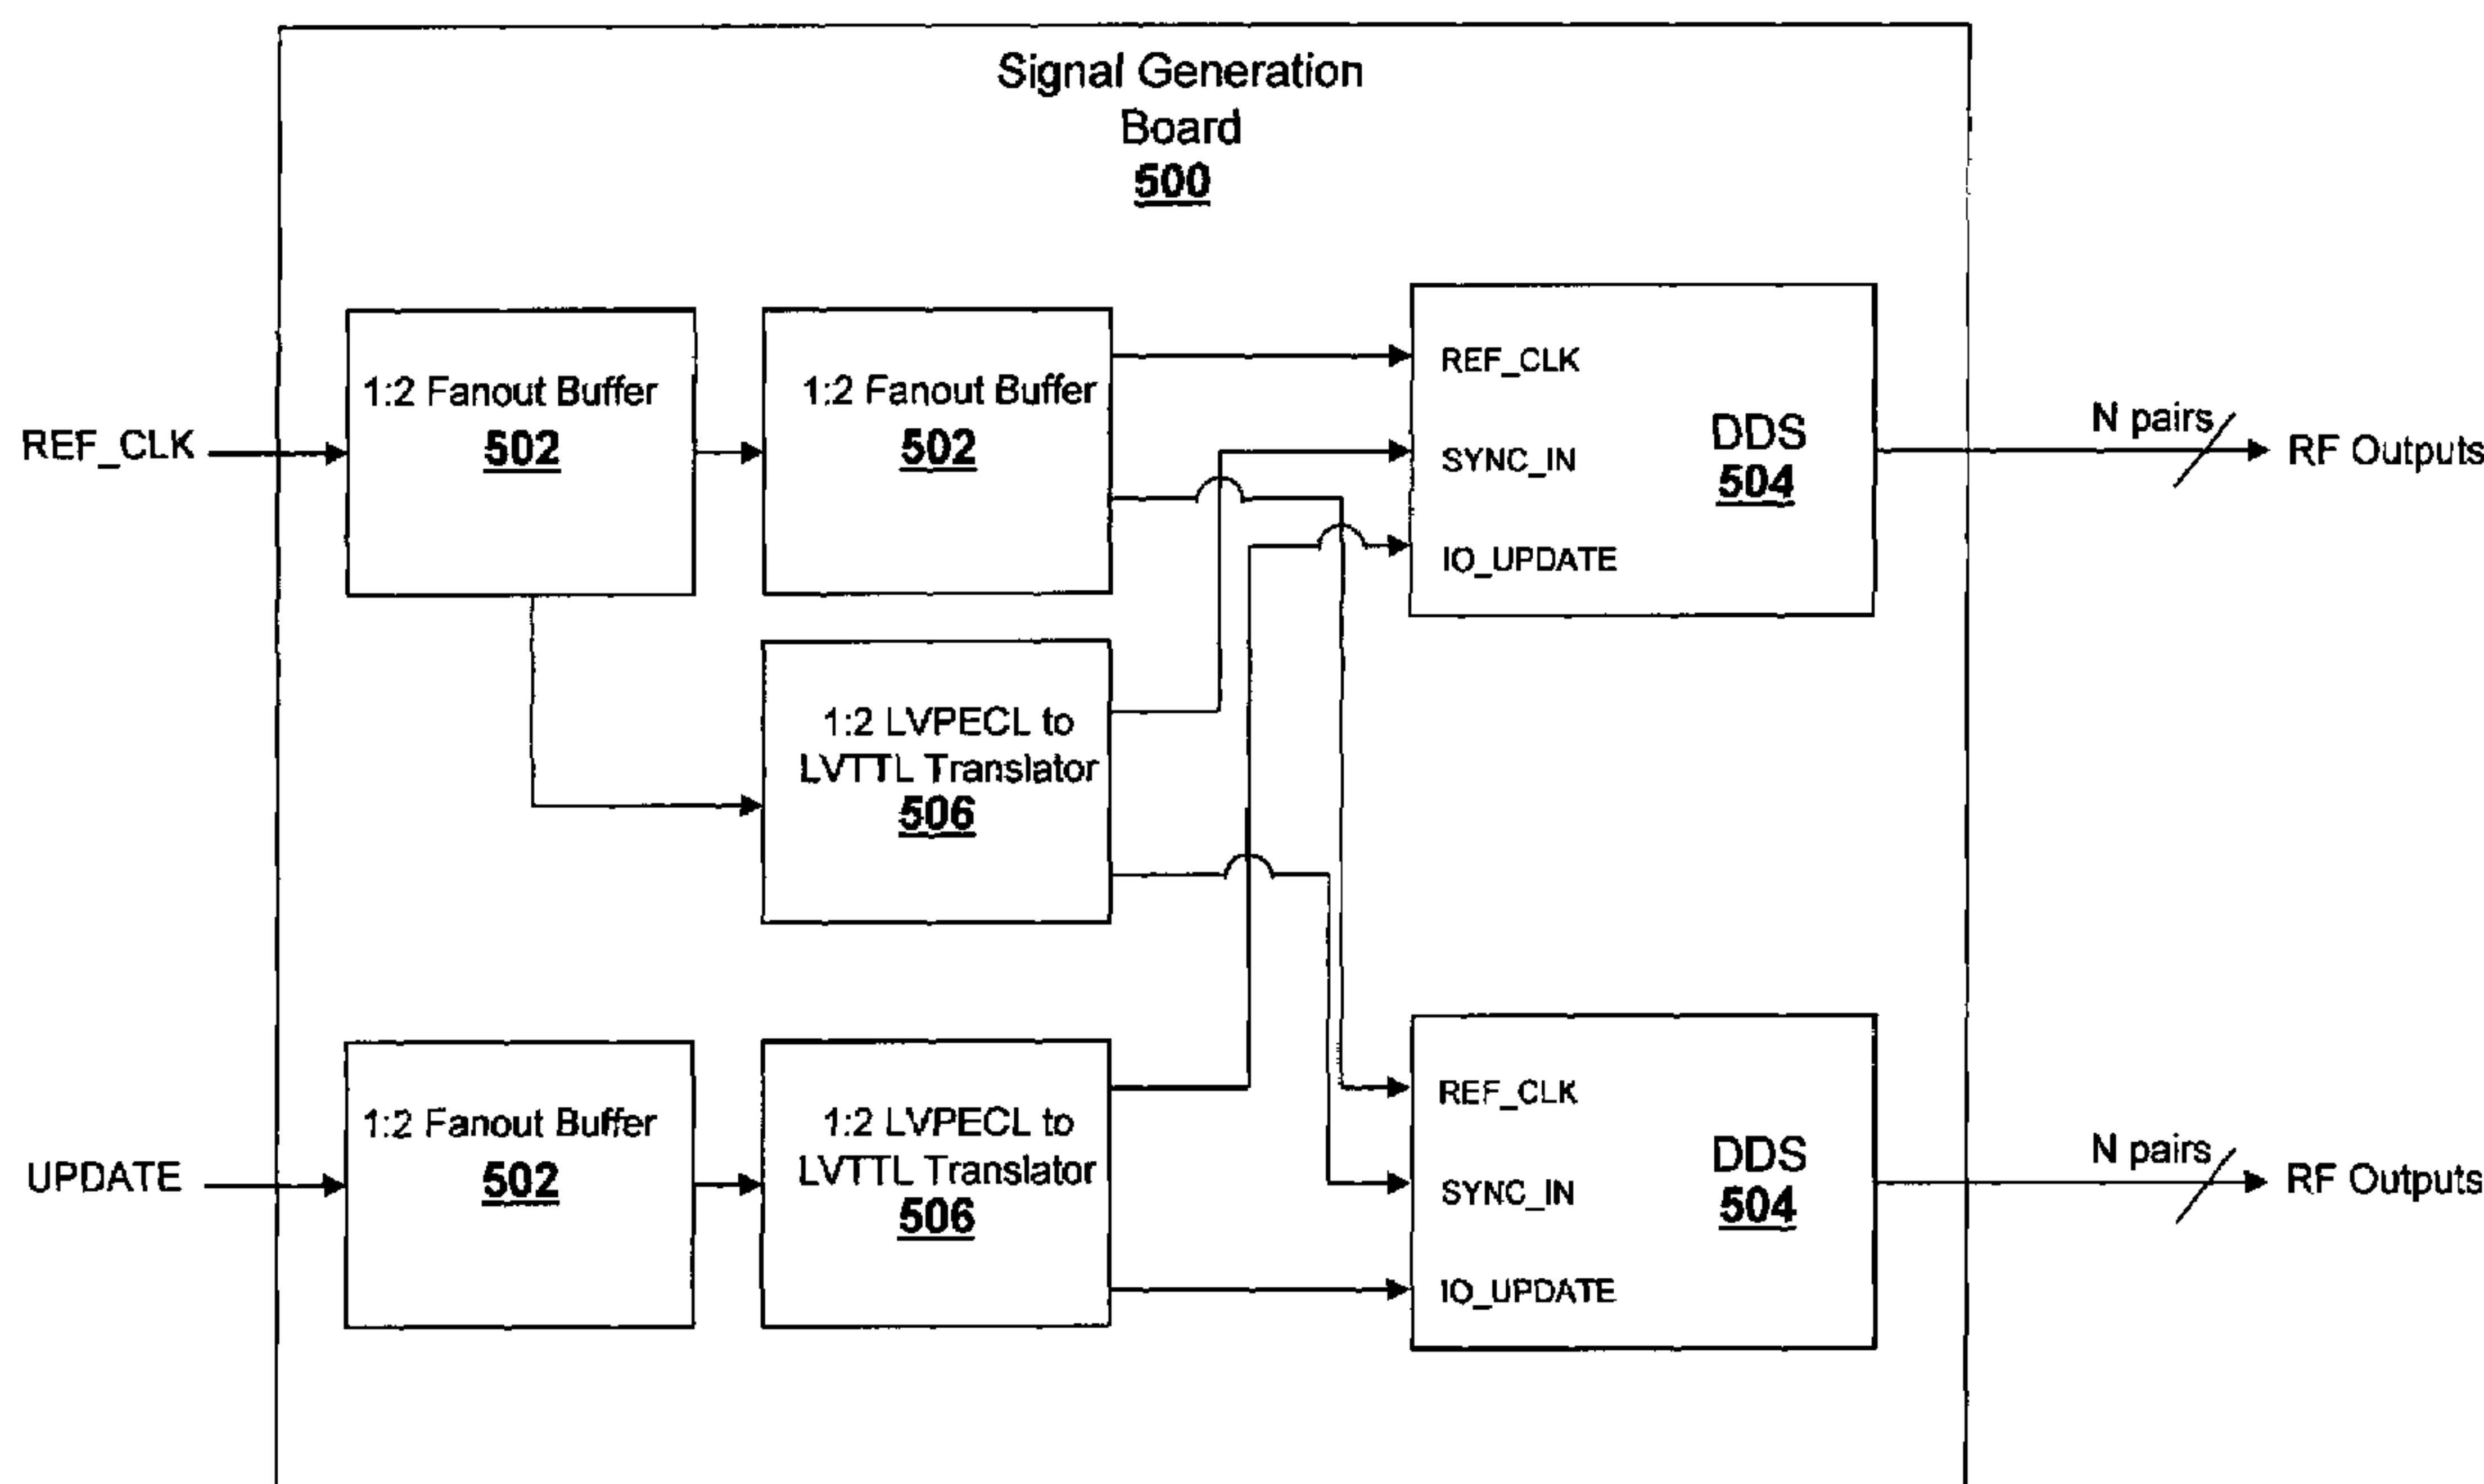 Signal Generation
Board
500
REF_CLK
1:2 Fanout Buffer
502
1:2 Fanout Buffer
502
REF_CLK
SYNC_IN
IO_UPDATE
DDS
504
N pairs
RF Outputs
1:2 LVPECL to
LVTTL Translator
506
UPDATE
1:2 Fanout Buffer
502
1:2 LVPECL to
LVTTL Translator
506
REF_CLK
SYNC_IN
IO_UPDATE
DDS
504
N pairs
RF Outputs